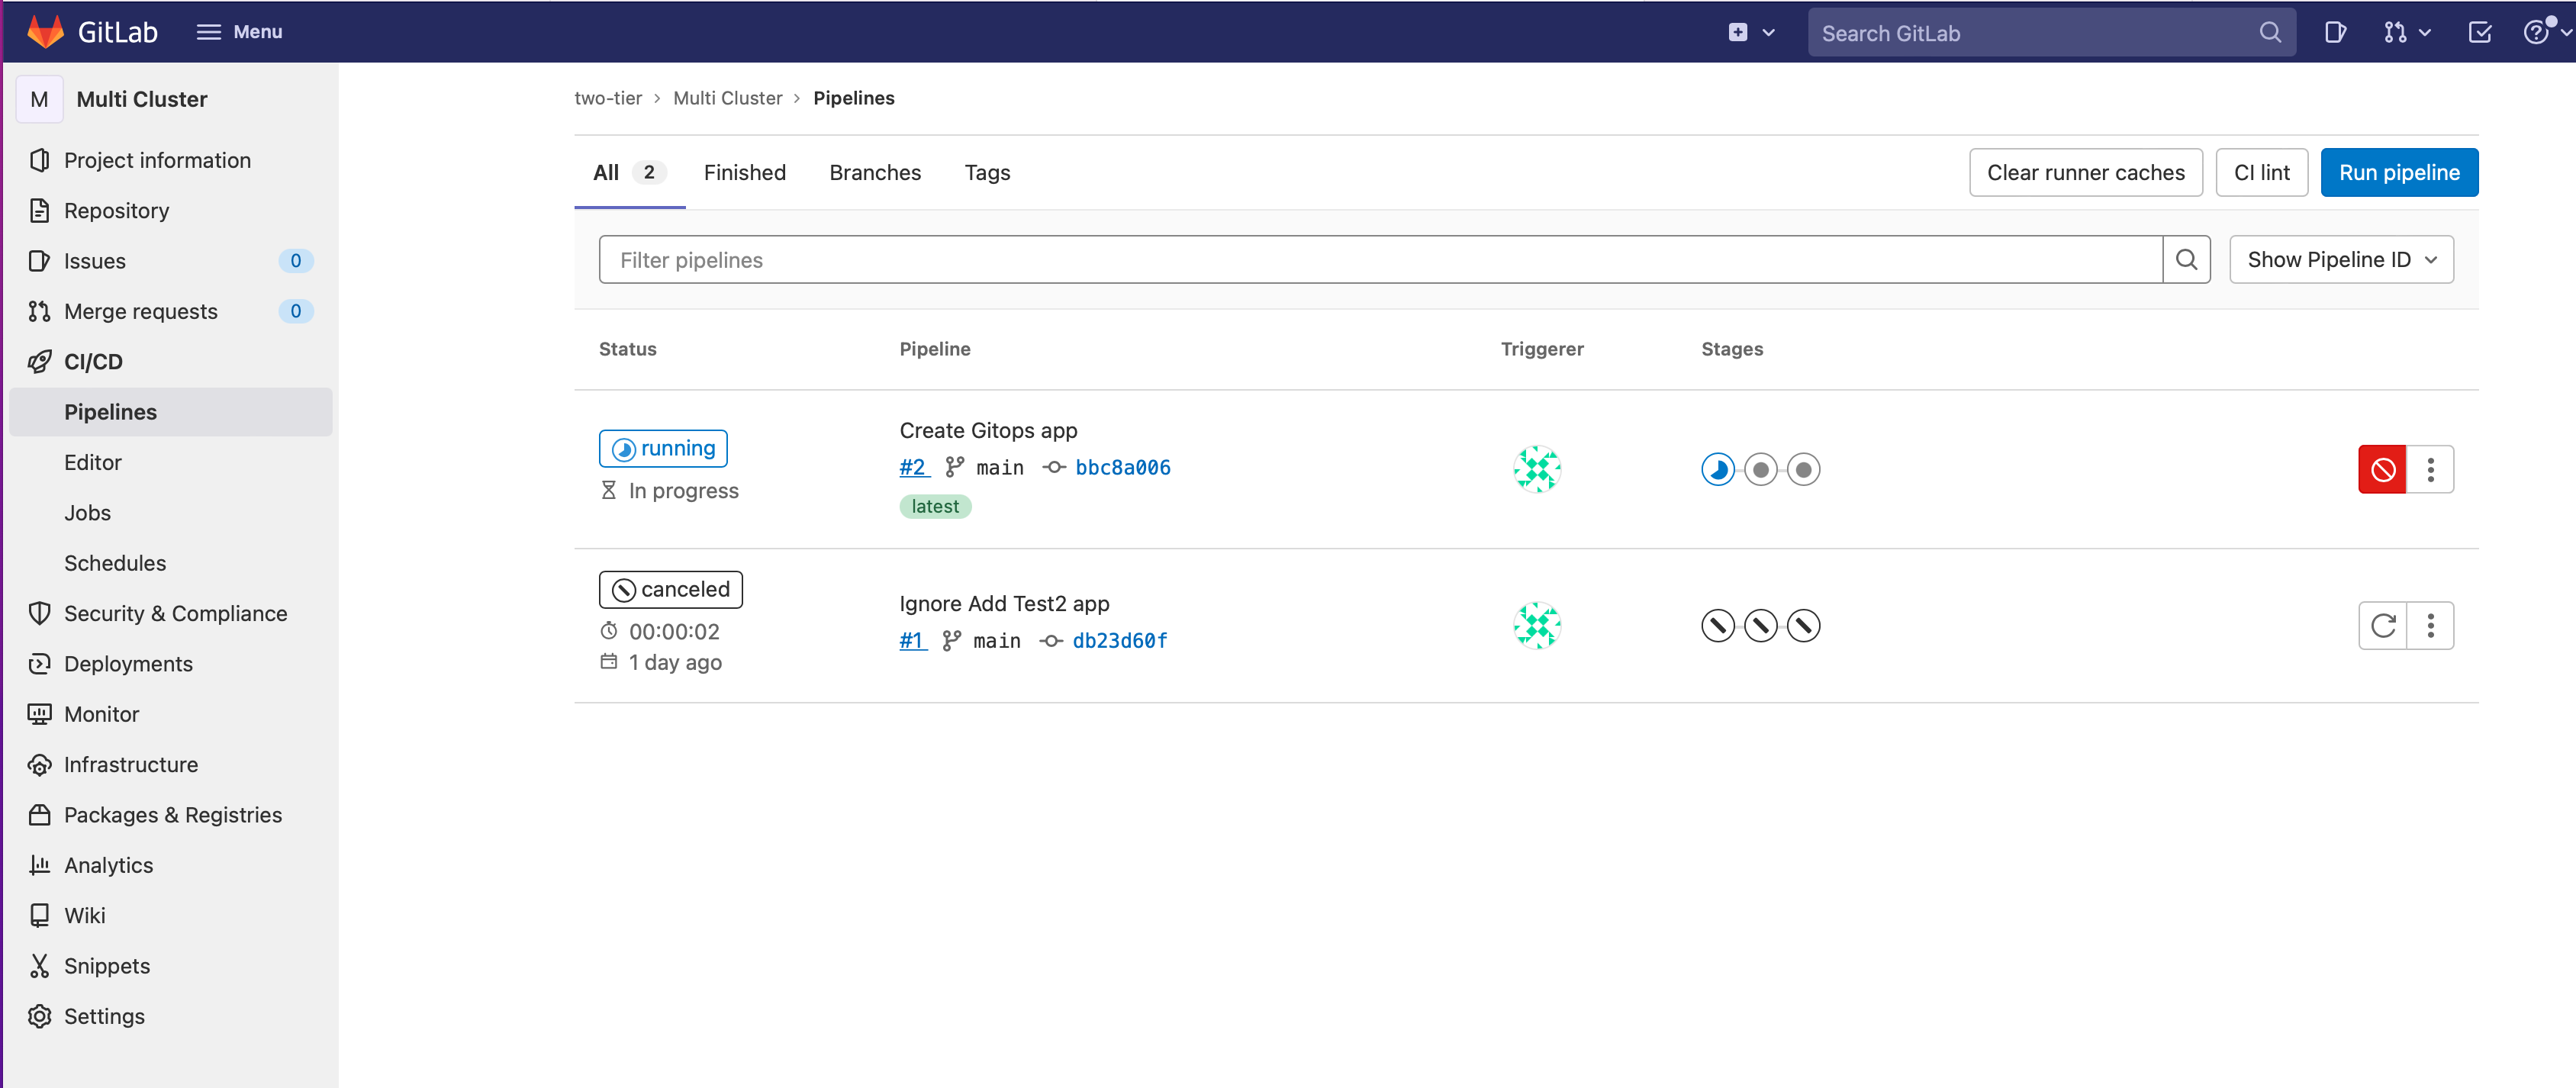 GitLab Menu Search GitLab
M Multi Cluster
Project information
Repository
Issues 0
Merge requests 0
CI/CD
Pipelines
Editor
Jobs
Schedules
Security & Compliance
Deployments
Monitor
Infrastructure
Packages & Registries
Analytics
Wiki
Snippets
Settings
two-tier › Multi Cluster › Pipelines
All 2 Finished Branches Tags Clear runner caches CI lint Run pipeline
Filter pipelines Show Pipeline ID
Status Pipeline Triggerer Stages
running
In progress
Create Gitops app
#2 main bbc8a006
latest
canceled
00:00:02
1 day ago
Ignore Add Test2 app
#1 main db23d60f